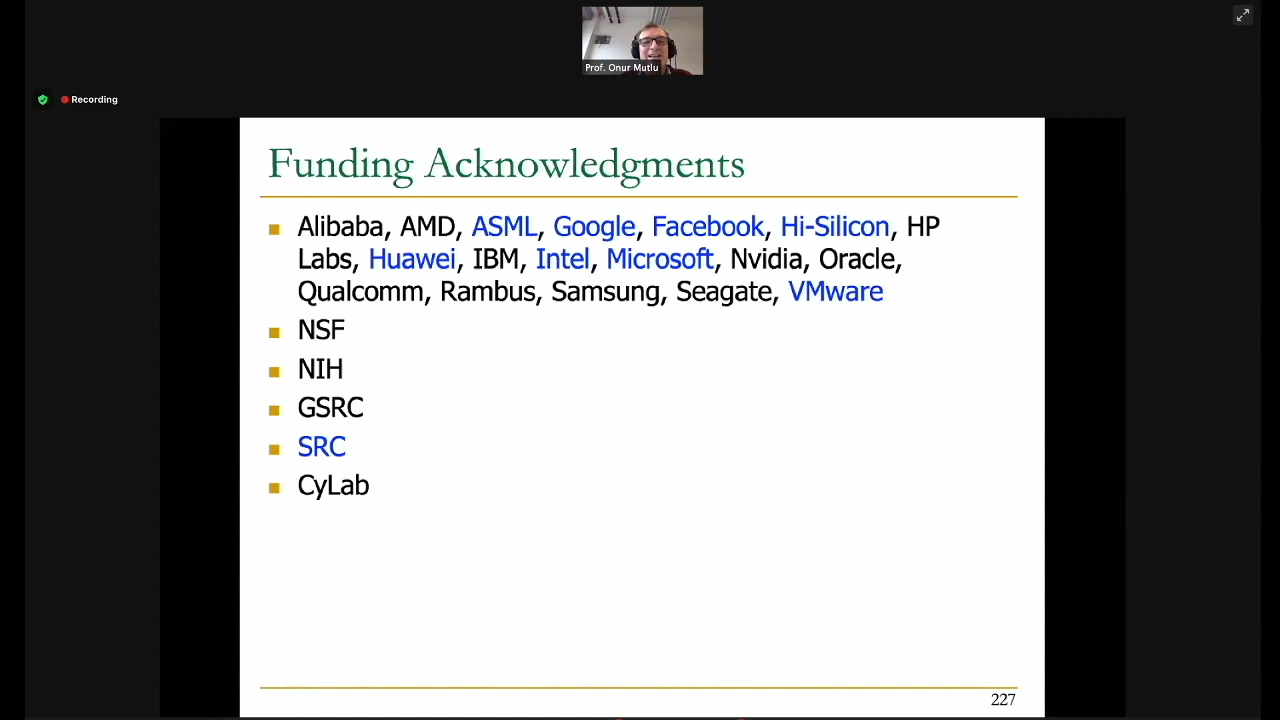 Prof. Onur Mutlu
Recording
Funding Acknowledgments
Alibaba, AMD, ASML, Google, Facebook, Hi-Silicon, HP
Labs, Huawei, IBM, Intel, Microsoft, Nvidia, Oracle,
Qualcomm, Rambus, Samsung, Seagate, VMware
NSF
NIH
GSRC
SRC
CyLab
227